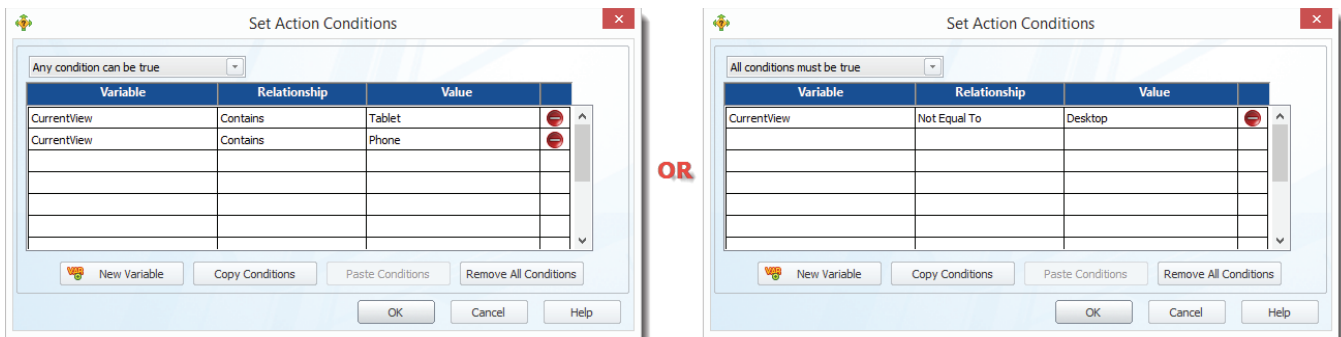 Set Action Conditions
Any condition can be true
Variable Relationship Value
CurrentView Contains Tablet
CurrentView Contains Phone
VAR New Variable Copy Conditions Paste Conditions Remove All Conditions
OK Cancel Help
OR
Set Action Conditions
All conditions must be true
Variable Relationship Value
CurrentView Not Equal To Desktop
VAR New Variable Copy Conditions Paste Conditions Remove All Conditions
OK Cancel Help